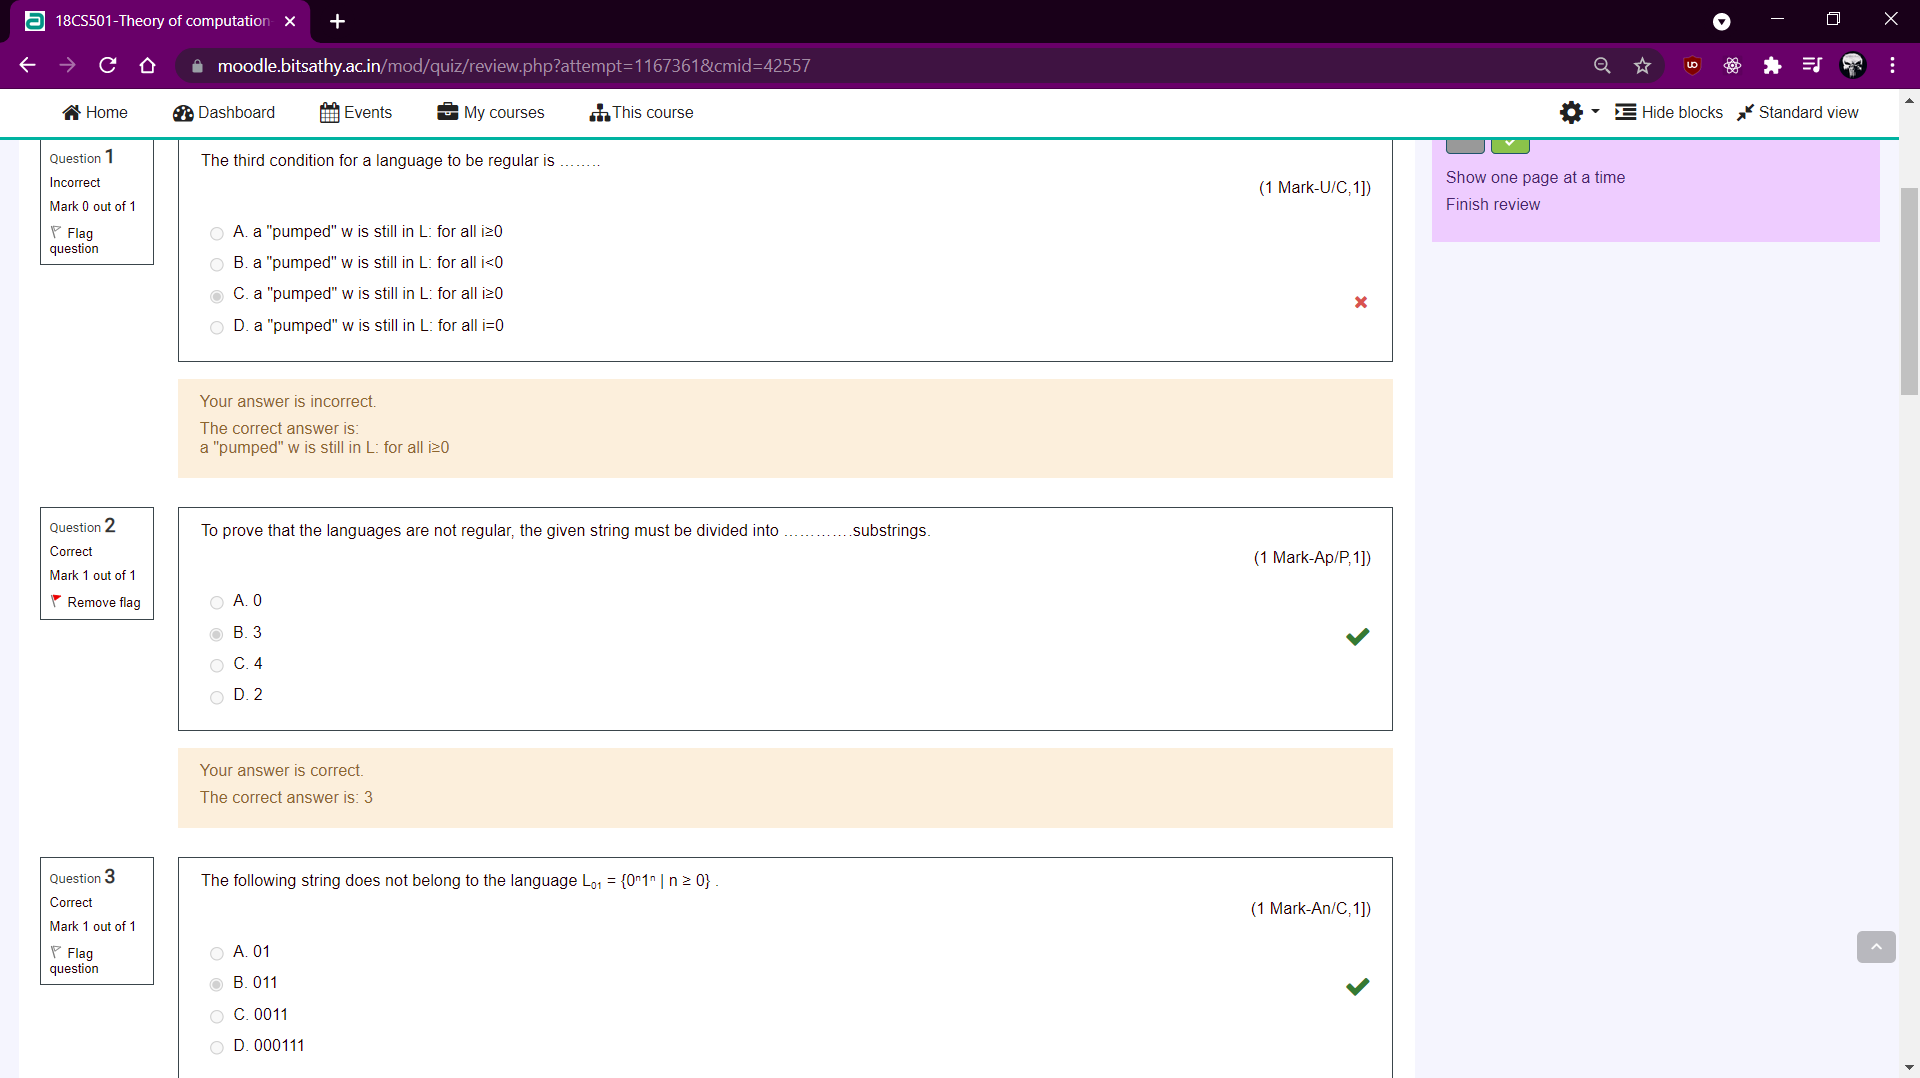 18CS501-Theory of computation
moodle.bitsathy.ac.in/mod/quiz/review.php?attempt=1167361&cmid=42557
Home
Dashboard
Events
My courses
This course
Hide blocks
Standard view
Question 1
Incorrect
Mark 0 out of 1
Flag
question
The third condition for a language to be regular is ........
(1 Mark-U/C,1])
A. a "pumped" w is still in L: for all i≥0
B. a "pumped" w is still in L: for all i<0
C. a "pumped" w is still in L: for all i≥0
D. a "pumped" w is still in L: for all i=0
Show one page at a time
Finish review
Your answer is incorrect.
The correct answer is:
a "pumped" w is still in L: for all i≥0
Question 2
Correct
Mark 1 out of 1
Remove flag
To prove that the languages are not regular, the given string must be divided into .............substrings.
(1 Mark-Ap/P,1])
A. 0
B. 3
C. 4
D. 2
Your answer is correct.
The correct answer is: 3
Question 3
Correct
Mark 1 out of 1
Flag
question
The following string does not belong to the language L₀₁ = {0ⁿ1ⁿ | n ≥ 0} .
(1 Mark-An/C,1])
A. 01
B. 011
C. 0011
D. 000111